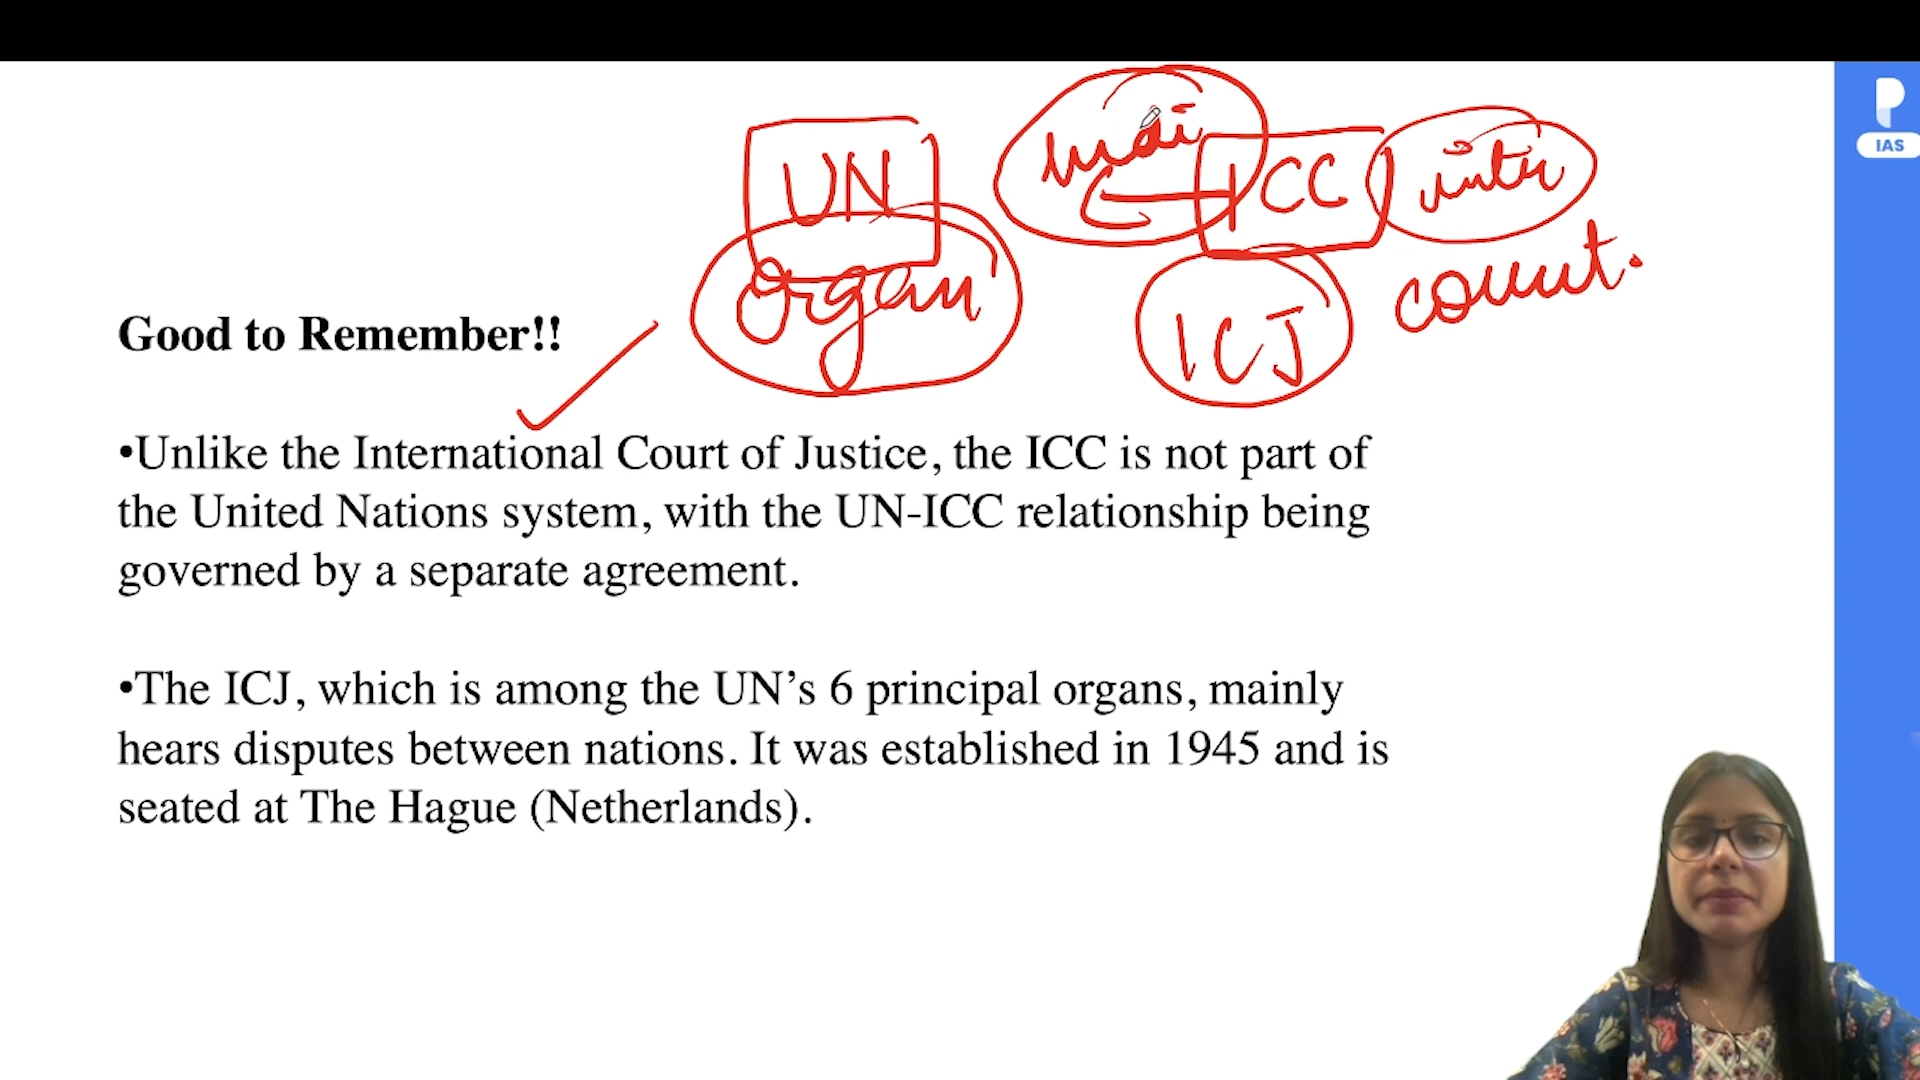 UN
ICC
inter
organ
ICJ
count.
Good to Remember!!
•Unlike the International Court of Justice, the ICC is not part of
the United Nations system, with the UN-ICC relationship being
governed by a separate agreement.
•The ICJ, which is among the UN’s 6 principal organs, mainly
hears disputes between nations. It was established in 1945 and is
seated at The Hague (Netherlands).
IAS